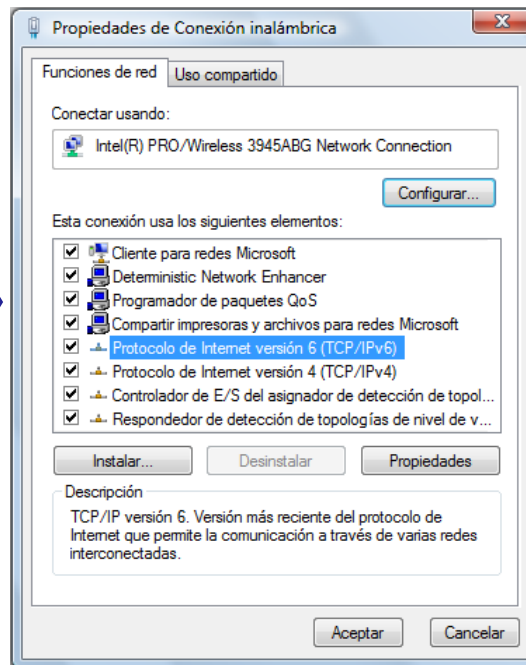 Propiedades de Conexión inalámbrica
Funciones de red
Uso compartido
Conectar usando:
Intel(R) PRO/Wireless 3945ABG Network Connection
Configurar...
Esta conexión usa los siguientes elementos:
Cliente para redes Microsoft
Deterministic Network Enhancer
Programador de paquetes QoS
Compartir impresoras y archivos para redes Microsoft
Protocolo de Internet versión 6 (TCP/IPv6)
Protocolo de Internet versión 4 (TCP/IPv4)
Controlador de E/S del asignador de detección de topol...
Respondedor de detección de topologías de nivel de v...
Instalar...
Desinstalar
Propiedades
Descripción
TCP/IP versión 6. Versión más reciente del protocolo de
Internet que permite la comunicación a través de varias redes
interconectadas.
Aceptar
Cancelar